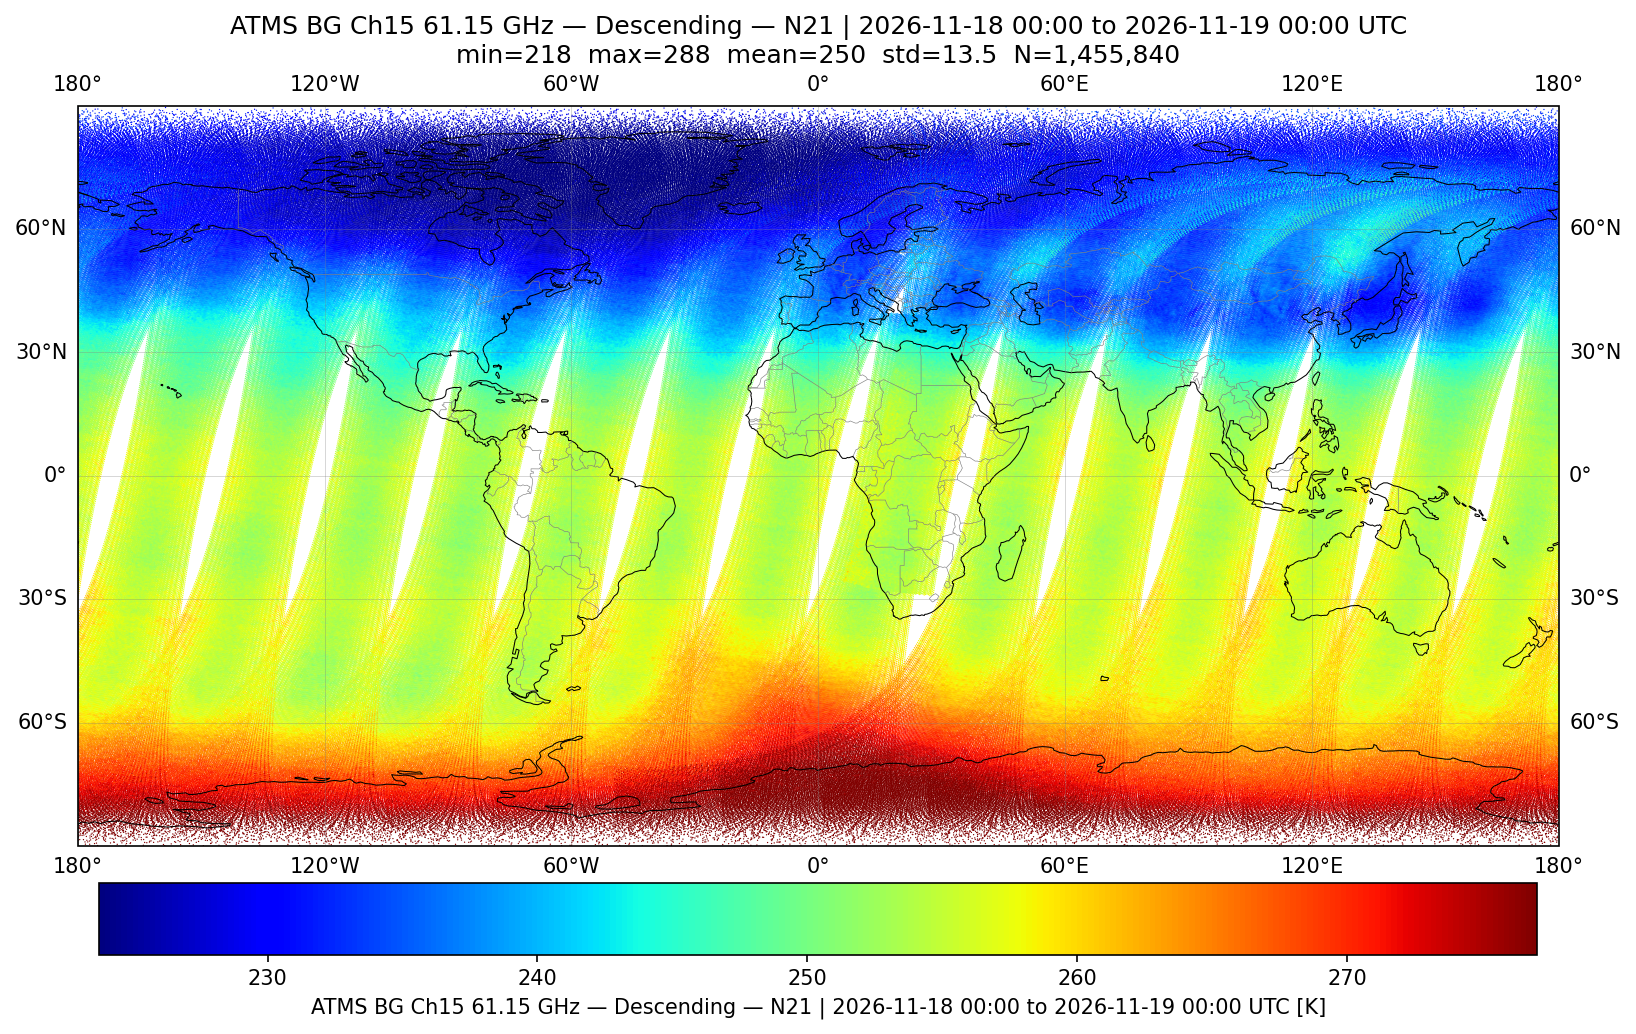 ATMS BG Ch15 61.15 GHz — Descending — N21 | 2026-11-18 00:00 to 2026-11-19 00:00 UTC
min=218  max=288  mean=250  std=13.5  N=1,455,840
180° 120°W 60°W 0° 60°E 120°E 180°
60°N 60°N
30°N 30°N
0° 0°
30°S 30°S
60°S 60°S
180° 120°W 60°W 0° 60°E 120°E 180°
230 240 250 260 270
ATMS BG Ch15 61.15 GHz — Descending — N21 | 2026-11-18 00:00 to 2026-11-19 00:00 UTC [K]